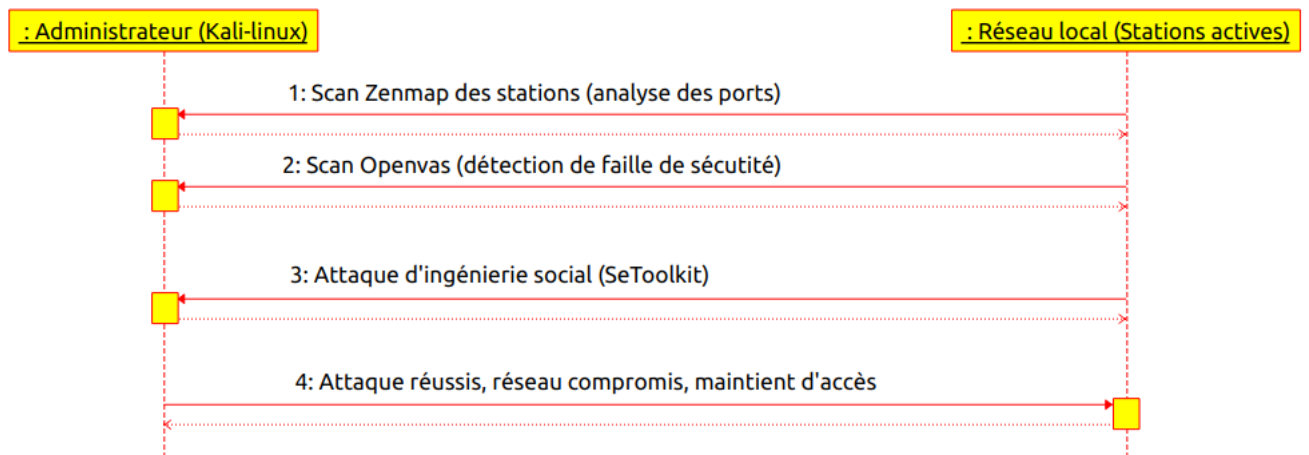 : Administrateur (Kali-linux)
: Réseau local (Stations actives)
1: Scan Zenmap des stations (analyse des ports)
2: Scan Openvas (détection de faille de sécutité)
3: Attaque d'ingénierie social (SeToolkit)
4: Attaque réussis, réseau compromis, maintient d'accès